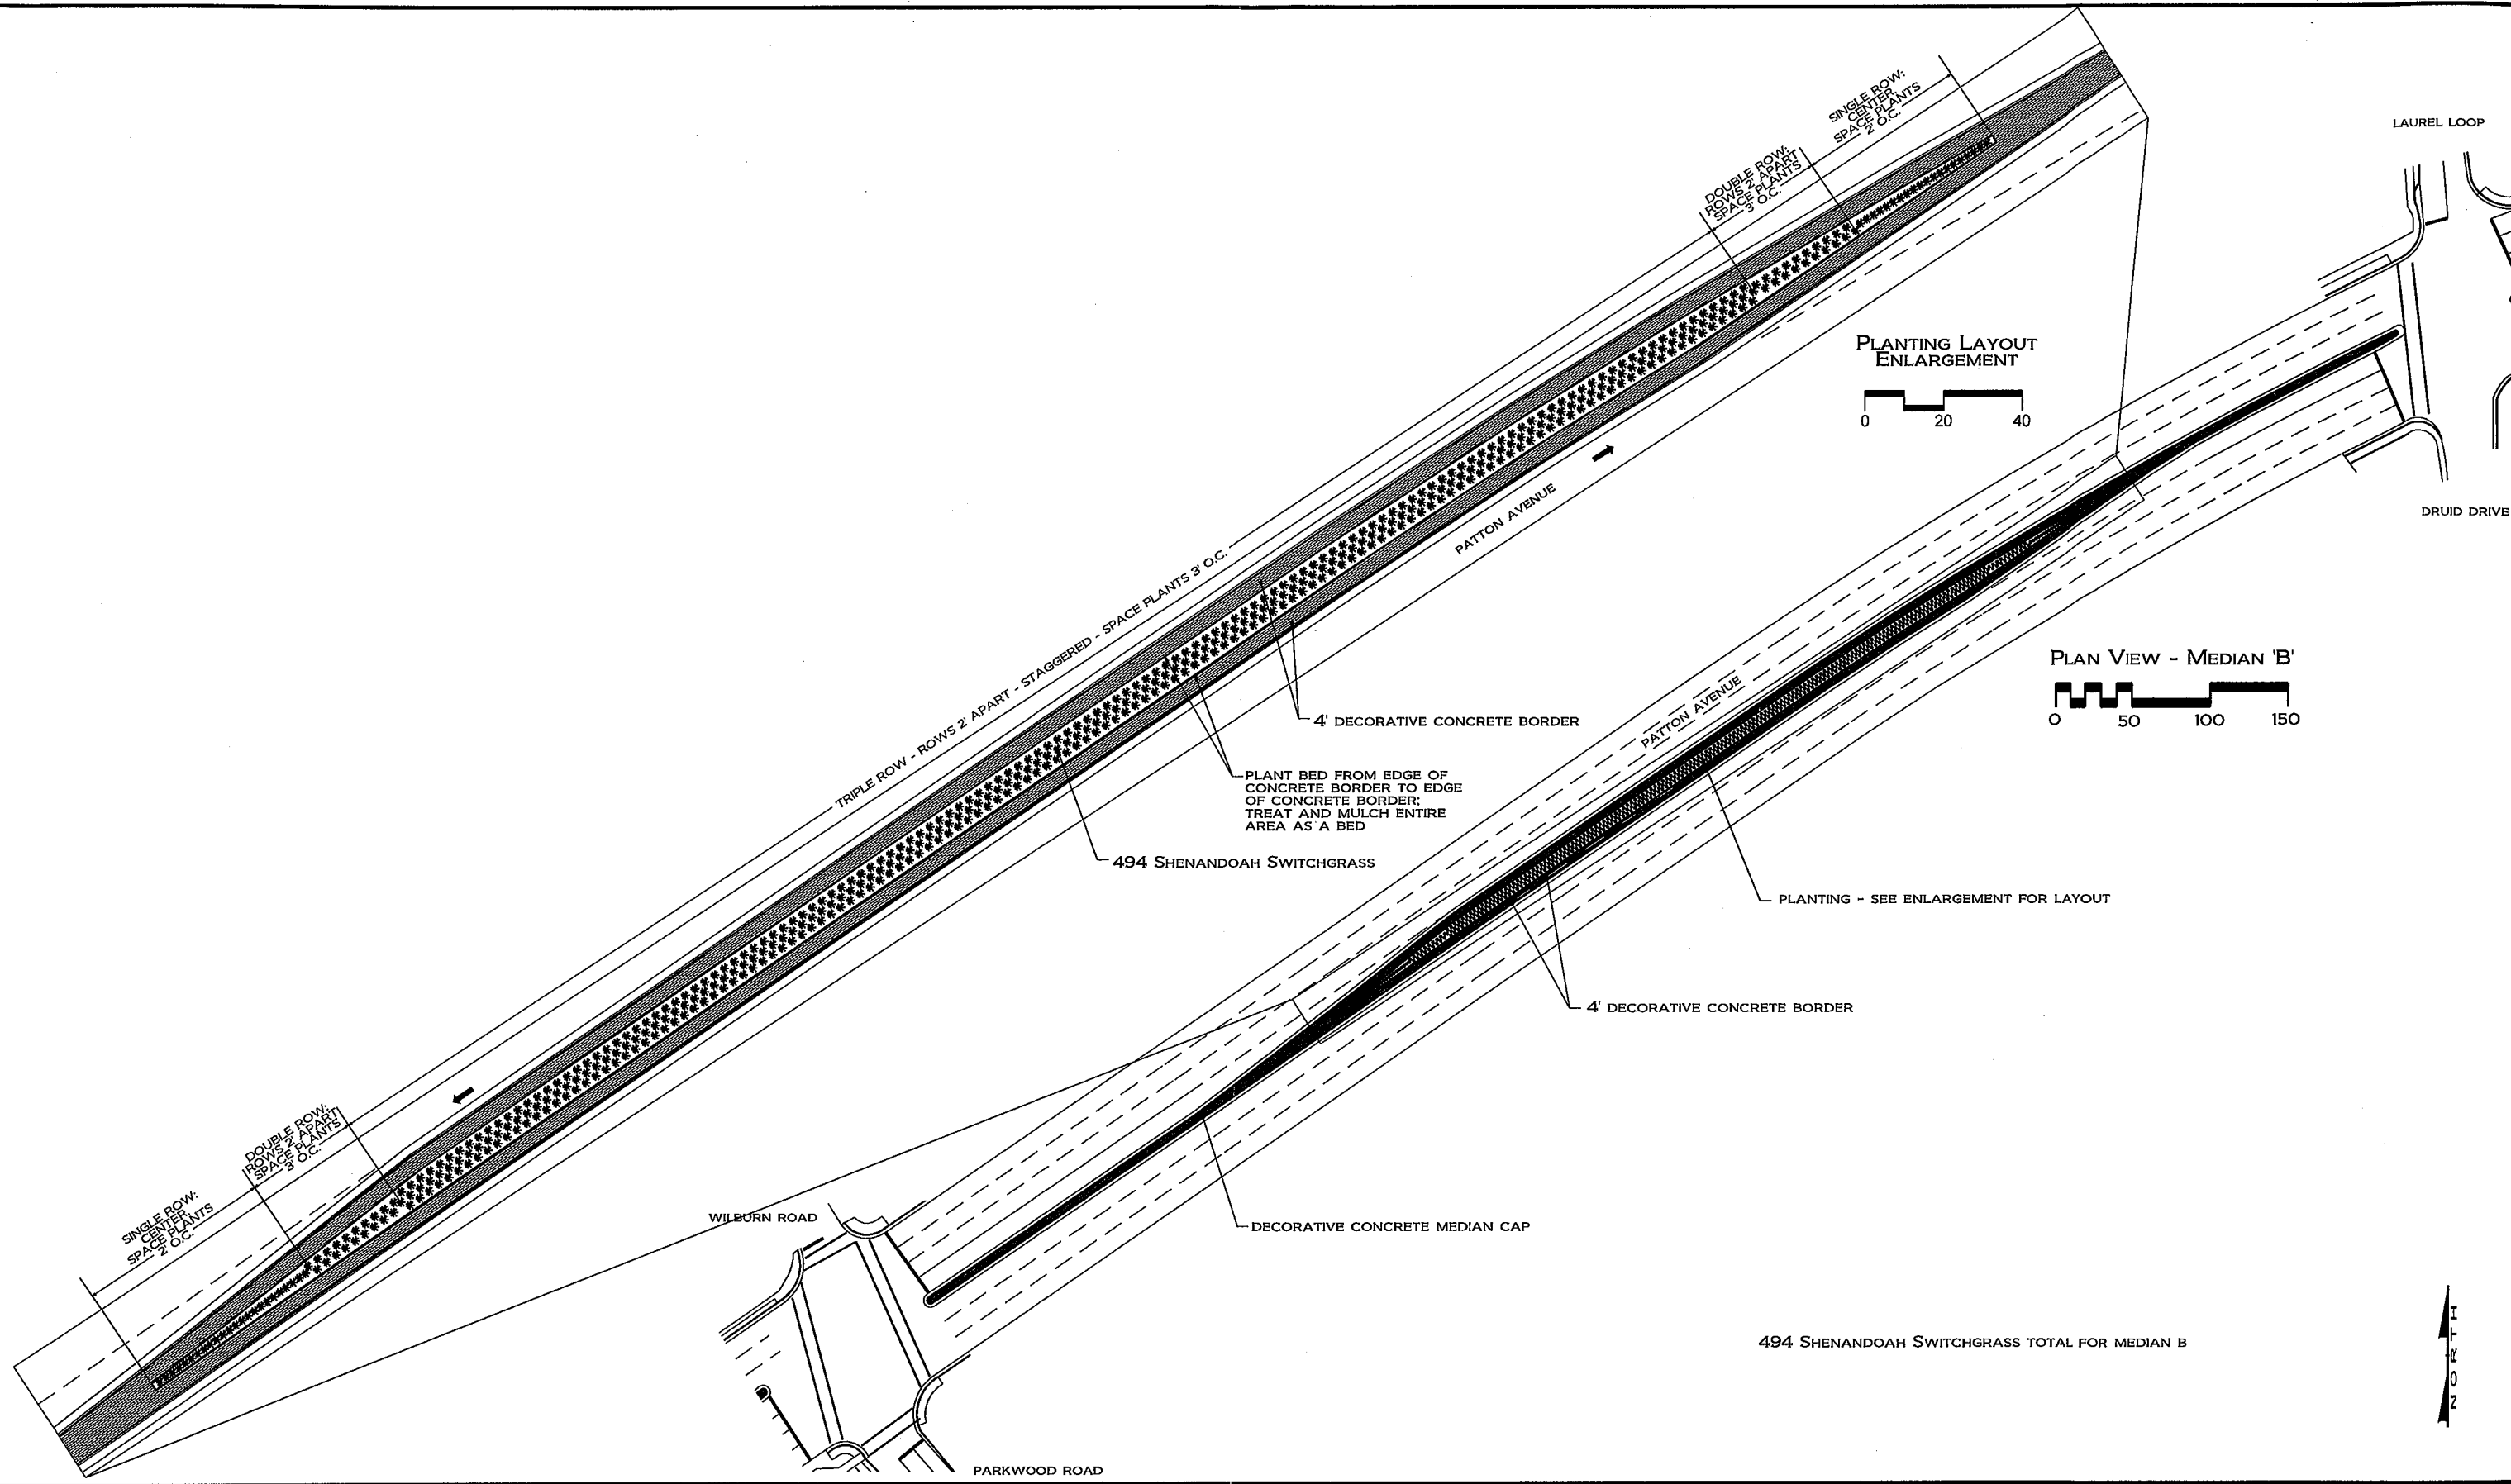 SINGLE ROW:
CENTER,
SPACE PLANTS
2' O.C.
DOUBLE ROW:
ROWS 2' APART
SPACE PLANTS
3' O.C.
LAUREL LOOP
PLANTING LAYOUT
ENLARGEMENT
0 20 40
DRUID DRIVE
PATTON AVENUE
TRIPLE ROW - ROWS 2' APART - STAGGERED - SPACE PLANTS 3' O.C.
PLAN VIEW - MEDIAN 'B'
0 50 100 150
PATTON AVENUE
4' DECORATIVE CONCRETE BORDER
PLANT BED FROM EDGE OF
CONCRETE BORDER TO EDGE
OF CONCRETE BORDER;
TREAT AND MULCH ENTIRE
AREA AS A BED
494 SHENANDOAH SWITCHGRASS
PLANTING - SEE ENLARGEMENT FOR LAYOUT
4' DECORATIVE CONCRETE BORDER
DOUBLE ROW:
ROWS 2' APART
SPACE PLANTS
3' O.C.
SINGLE ROW:
CENTER,
SPACE PLANTS
2' O.C.
WILBURN ROAD
DECORATIVE CONCRETE MEDIAN CAP
494 SHENANDOAH SWITCHGRASS TOTAL FOR MEDIAN B
NORTH
PARKWOOD ROAD